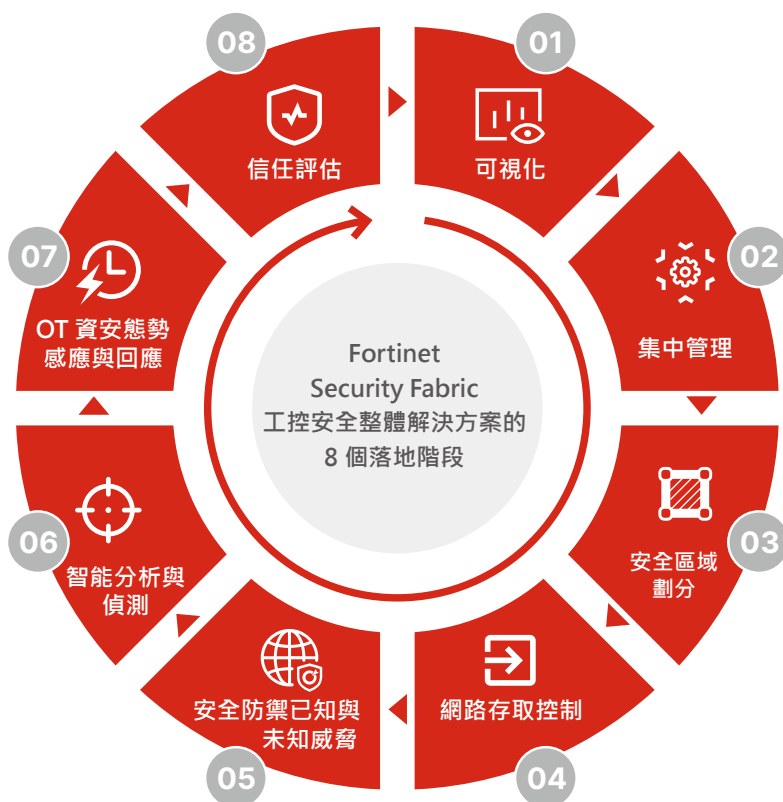 01
可視化
02
集中管理
03
安全區域
劃分
04
網路存取控制
05
安全防禦已知與
未知威脅
06
智能分析與
偵測
07
OT 資安態勢
感應與回應
08
信任評估
Fortinet
Security Fabric
工控安全整體解決方案的
8 個落地階段